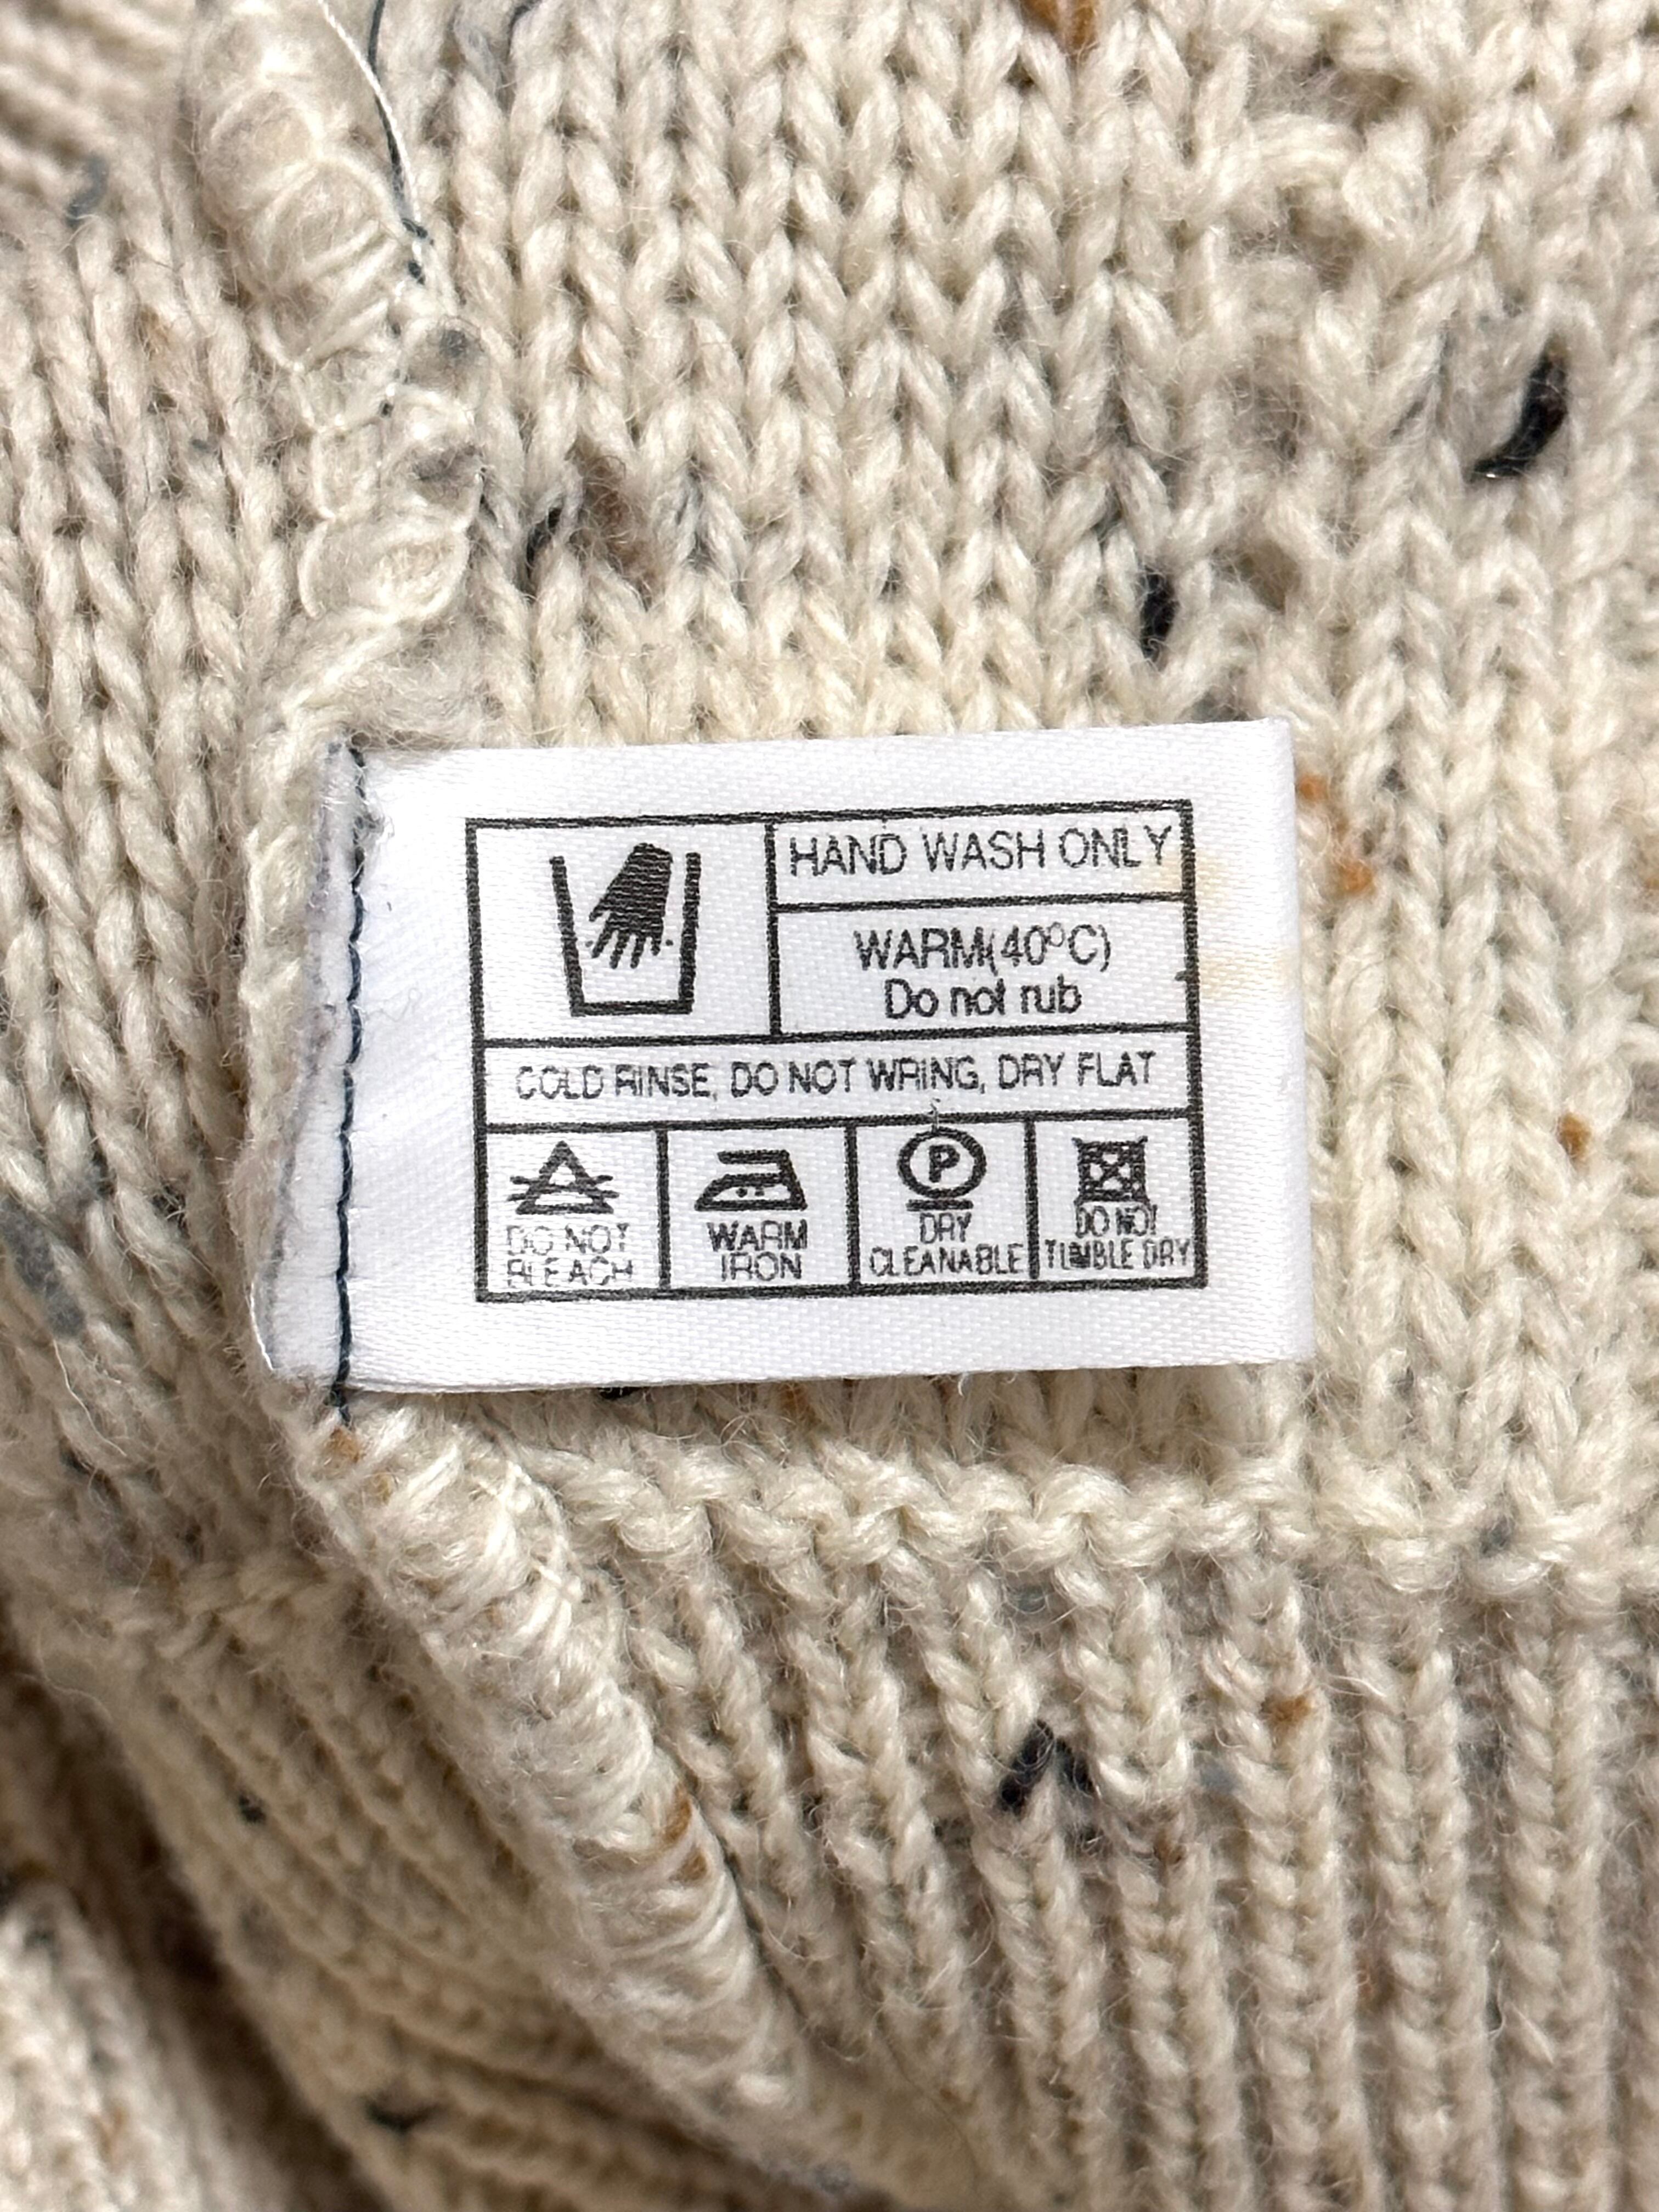 HAND WASH ONLY
WARM(40°C)
Do not rub
COLD RINSE, DO NOT WRING, DRY FLAT
DO NOT
BLEACH
WARM
IRON
P
DRY
CLEANABLE
DO NOT
TUMBLE DRY